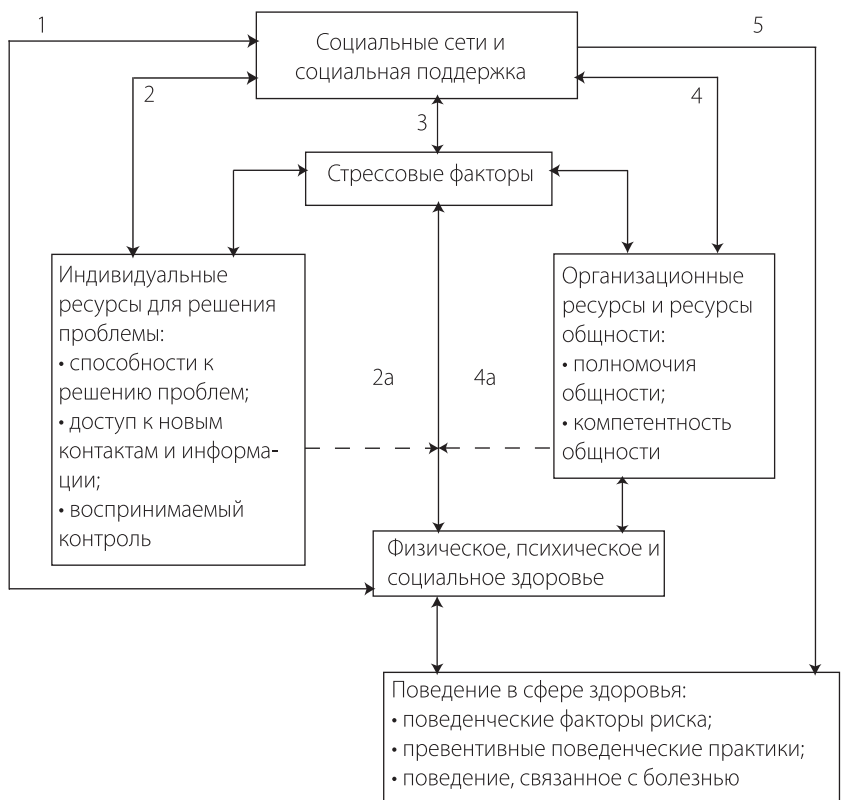 1
5
Социальные сети и
социальная поддержка
2
4
3
Стрессовые факторы
Индивидуальные
ресурсы для решения
проблемы:
• способности к
решению проблем;
• доступ к новым
контактам и информа-
ции;
• воспринимаемый
контроль
2а
4а
Организационные
ресурсы и ресурсы
общности:
• полномочия
общности;
• компетентность
общности
Физическое, психическое и
социальное здоровье
Поведение в сфере здоровья:
• поведенческие факторы риска;
• превентивные поведенческие практики;
• поведение, связанное с болезнью